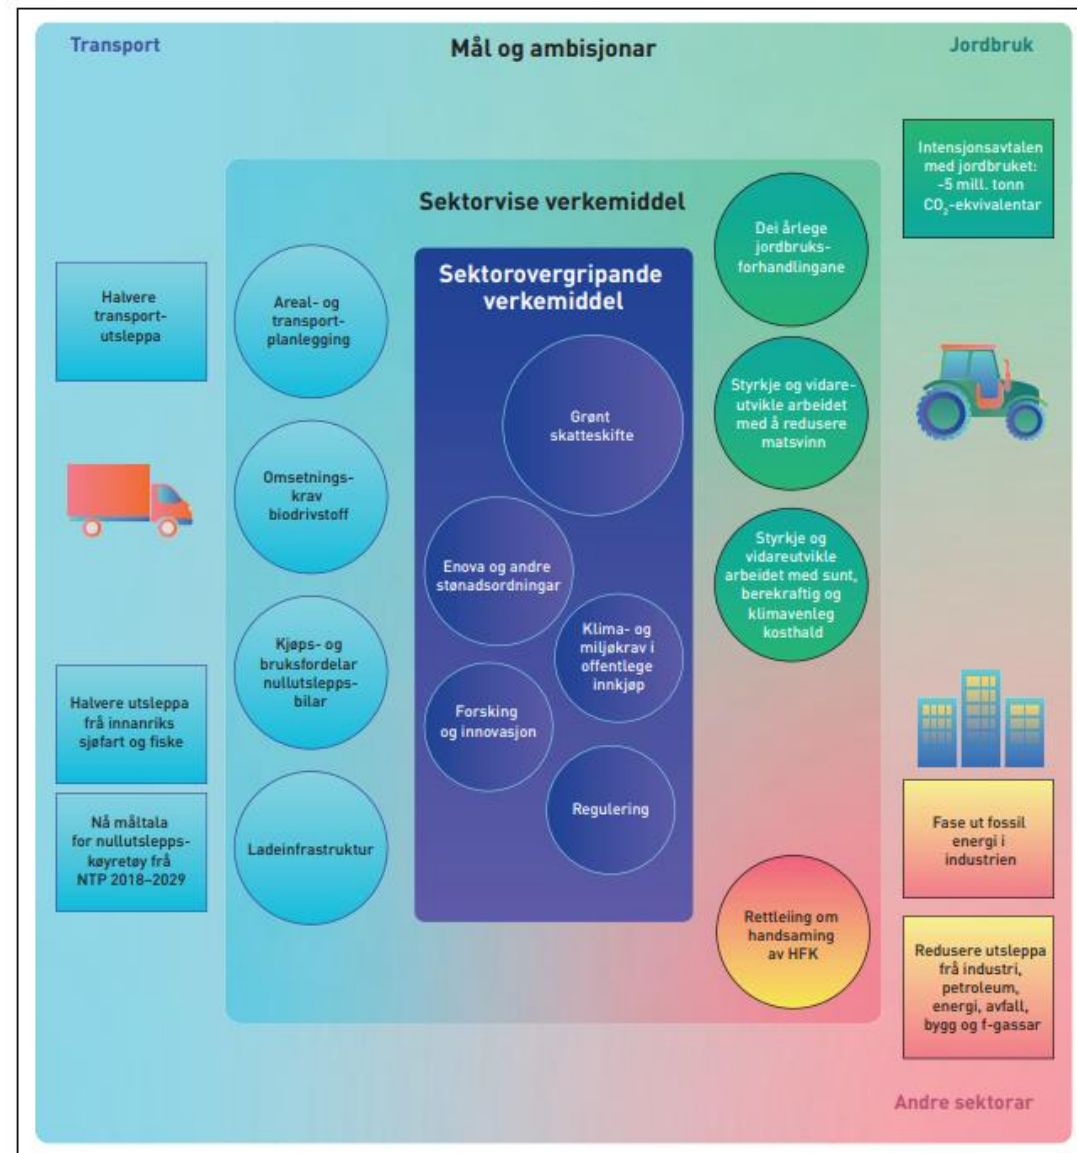 Transport
Mål og ambisjonar
Jordbruk
Halvere
transport-
utsleppa
Halvere utsleppa
frå innanriks
sjøfart og fiske
Nå måltala
for nullutslepps-
køyretøy frå
NTP 2018–2029
Sektorvise verkemiddel
Areal- og
transport-
planlegging
Omsetnings-
krav
biodrivstoff
Kjøps- og
bruksfordelar
nullutslepps-
bilar
Ladeinfrastruktur
Sektorovergripande
verkemiddel
Grønt
skatteskifte
Enova og andre
stønadsordningar
Klima- og
miljøkrav i
offentlege
innkjøp
Forsking
og innovasjon
Regulering
Dei årlege
jordbruks-
forhandlingane
Styrkje og vidare-
utvikle arbeidet
med å redusere
matsvinn
Styrkje og
vidareutvikle
arbeidet med sunt,
berekraftig og
klimavenleg
kosthald
Rettleiing om
handsaming
av HFK
Intensjonsavtalen
med jordbruket:
-5 mill. tonn
CO₂-ekvivalentar
Fase ut fossil
energi i
industrien
Redusere utsleppa
frå industri,
petroleum,
energi, avfall,
bygg og f-gassar
Andre sektorar